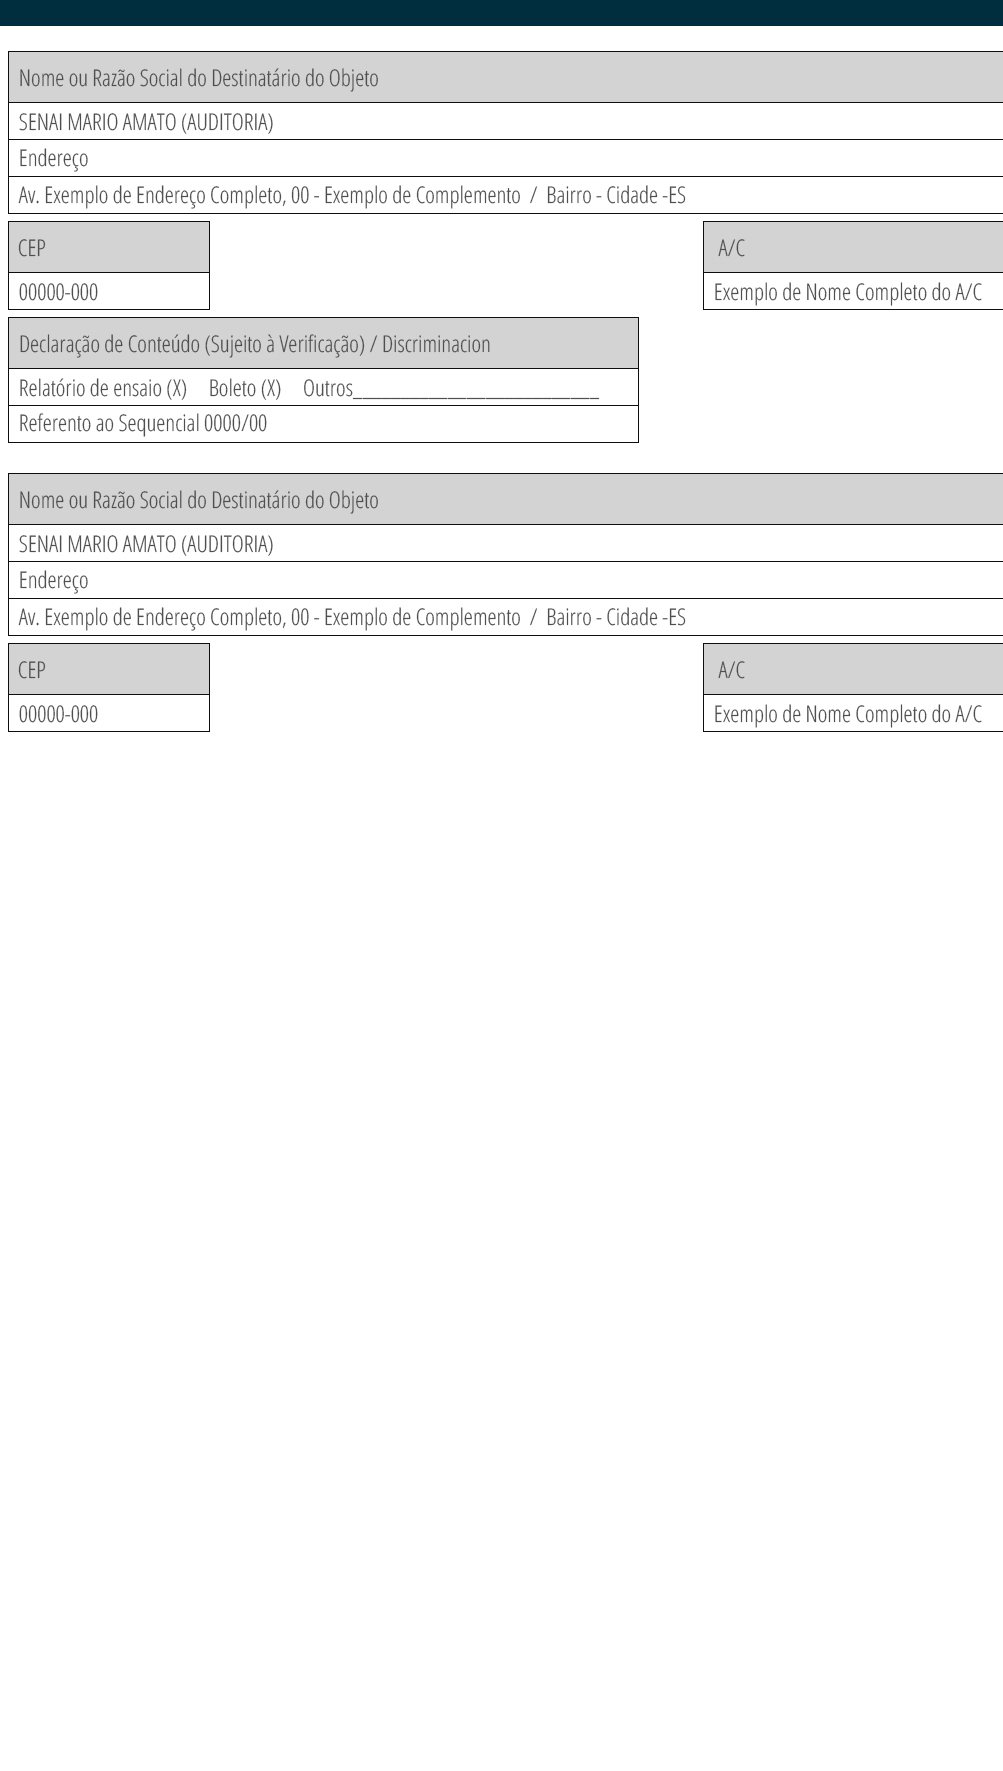 Nome ou Razão Social do Destinatário do Objeto
SENAI MARIO AMATO (AUDITORIA)
Endereço
Av. Exemplo de Endereço Completo, 00 - Exemplo de Complemento / Bairro - Cidade -ES
CEP
A/C
00000-000
Exemplo de Nome Completo do A/C
Declaração de Conteúdo (Sujeito à Verificação) / Discriminacion
Relatório de ensaio (X) Boleto (X) Outros__________________________
Referento ao Sequencial 0000/00
Nome ou Razão Social do Destinatário do Objeto
SENAI MARIO AMATO (AUDITORIA)
Endereço
Av. Exemplo de Endereço Completo, 00 - Exemplo de Complemento / Bairro - Cidade -ES
CEP
A/C
00000-000
Exemplo de Nome Completo do A/C